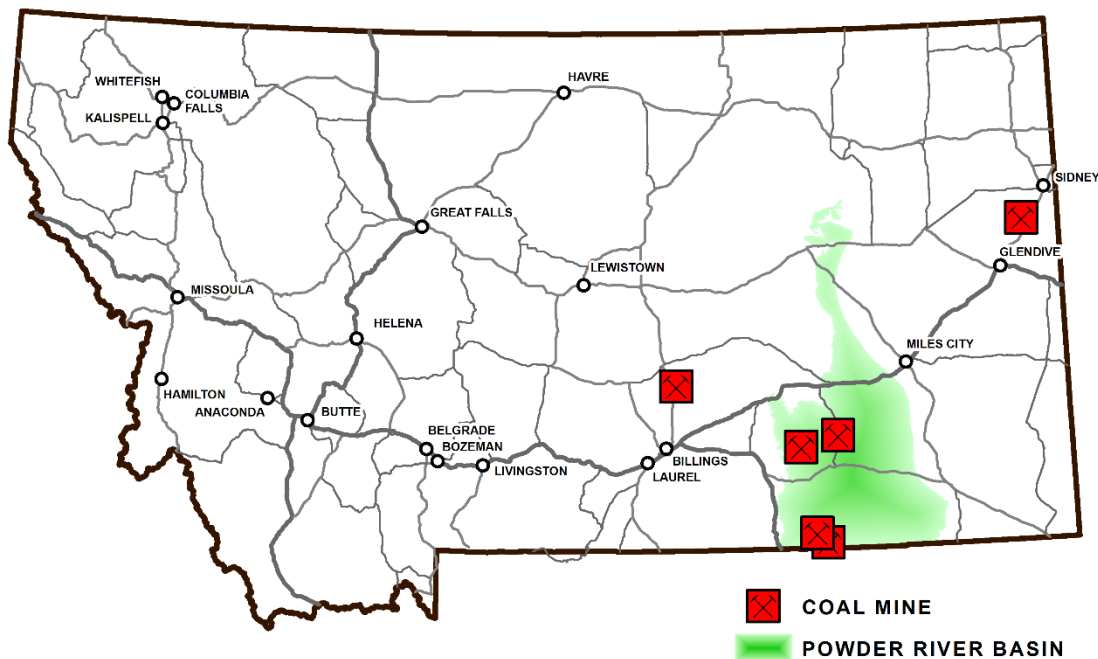 WHITEFISH
COLUMBIA
FALLS
KALISPELL
HAVRE
SIDNEY
GREAT FALLS
GLENDIVE
LEWISTOWN
MISSOULA
HELENA
MILES CITY
HAMILTON
ANACONDA
BUTTE
BELGRADE
BOZEMAN
LIVINGSTON
BILLINGS
LAUREL
COAL MINE
POWDER RIVER BASIN